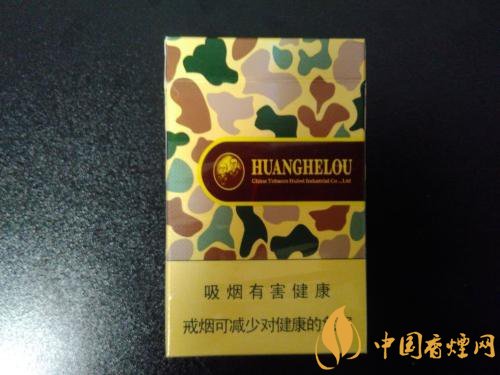 HUANGHELOU
China Tobacco Hubei Industrial Co.,Ltd
吸烟有害健康
戒烟可减少对健康的
中国香烟网